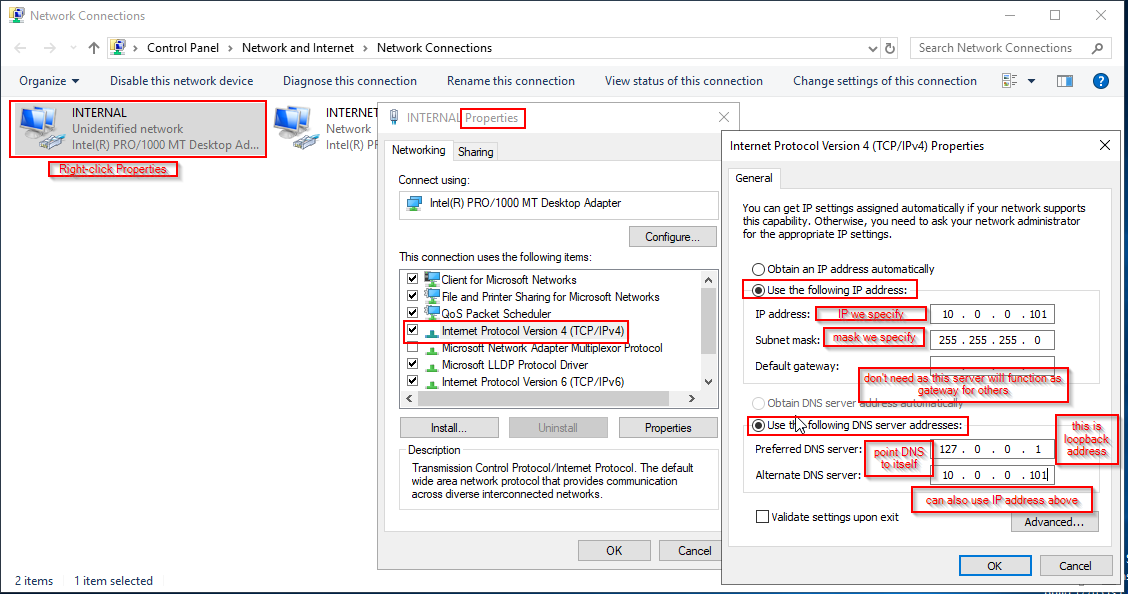 Network Connections
Control Panel > Network and Internet > Network Connections
Search Network Connections
Organize
Disable this network device
Diagnose this connection
Rename this connection
View status of this connection
Change settings of this connection
INTERNAL
Unidentified network
Intel(R) PRO/1000 MT Desktop Ad...
Right-click Properties
INTERNET
Network
Intel(R)
INTERNAL Properties
Networking
Sharing
Connect using:
Intel(R) PRO/1000 MT Desktop Adapter
Configure...
This connection uses the following items:
Client for Microsoft Networks
File and Printer Sharing for Microsoft Networks
QoS Packet Scheduler
Internet Protocol Version 4 (TCP/IPv4)
Microsoft Network Adapter Multiplexor Protocol
Microsoft LLDP Protocol Driver
Internet Protocol Version 6 (TCP/IPv6)
Install...
Uninstall
Properties
Description
Transmission Control Protocol/Internet Protocol. The default
wide area network protocol that provides communication
across diverse interconnected networks.
OK
Cancel
Internet Protocol Version 4 (TCP/IPv4) Properties
General
You can get IP settings assigned automatically if your network supports
this capability. Otherwise, you need to ask your network administrator
for the appropriate IP settings.
Obtain an IP address automatically
Use the following IP address:
IP address:
IP we specify
10 . 0 . 0 . 101
Subnet mask:
mask we specify
255 . 255 . 255 . 0
Default gateway:
don't need as this server will function as
gateway for others
Obtain DNS server address automatically
Use the following DNS server addresses:
Preferred DNS server:
127 . 0 . 0 . 1
Alternate DNS server:
10 . 0 . 0 . 101
point DNS
to itself
this is
loopback
address
can also use IP address above
Validate settings upon exit
Advanced...
OK
Cancel
2 items
1 item selected